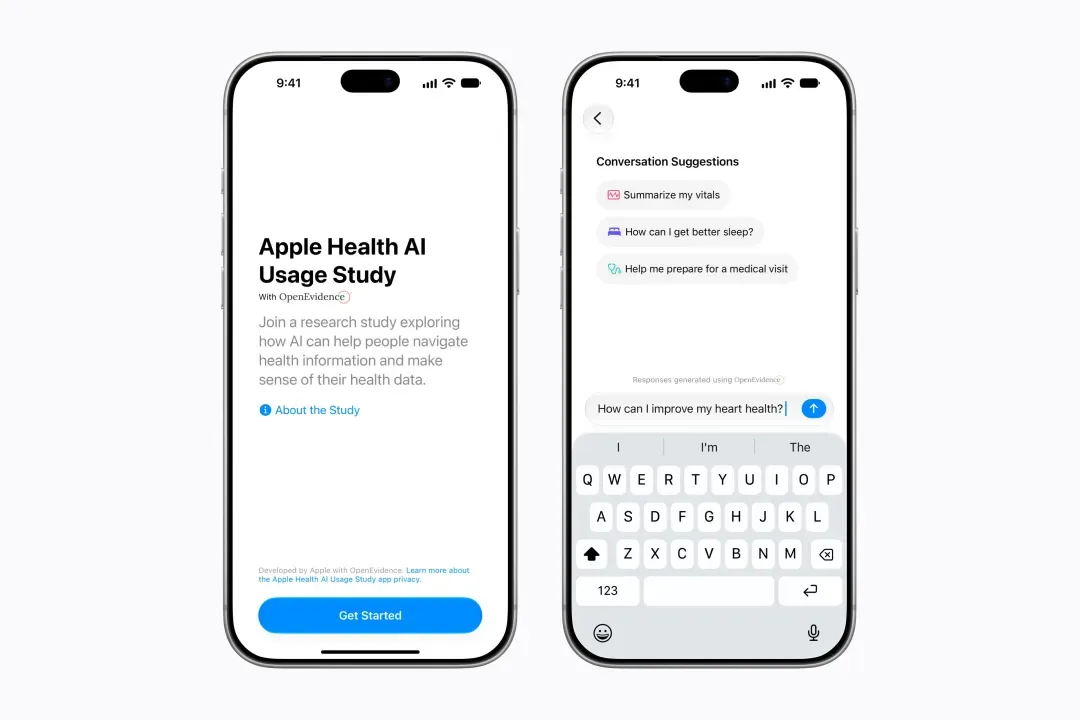 9:41
Apple Health AI
Usage Study
With OpenEvidence
Join a research study exploring
how AI can help people navigate
health information and make
sense of their health data.
About the Study
Developed by Apple with OpenEvidence. Learn more about
the Apple Health AI Usage Study app privacy.
Get Started
9:41
Conversation Suggestions
Summarize my vitals
How can I get better sleep?
Help me prepare for a medical visit
Responses generated using OpenEvidence
How can I improve my heart health?
I I'm The
Q W E R T Y U I O P
A S D F G H J K L
Z X C V B N M
123